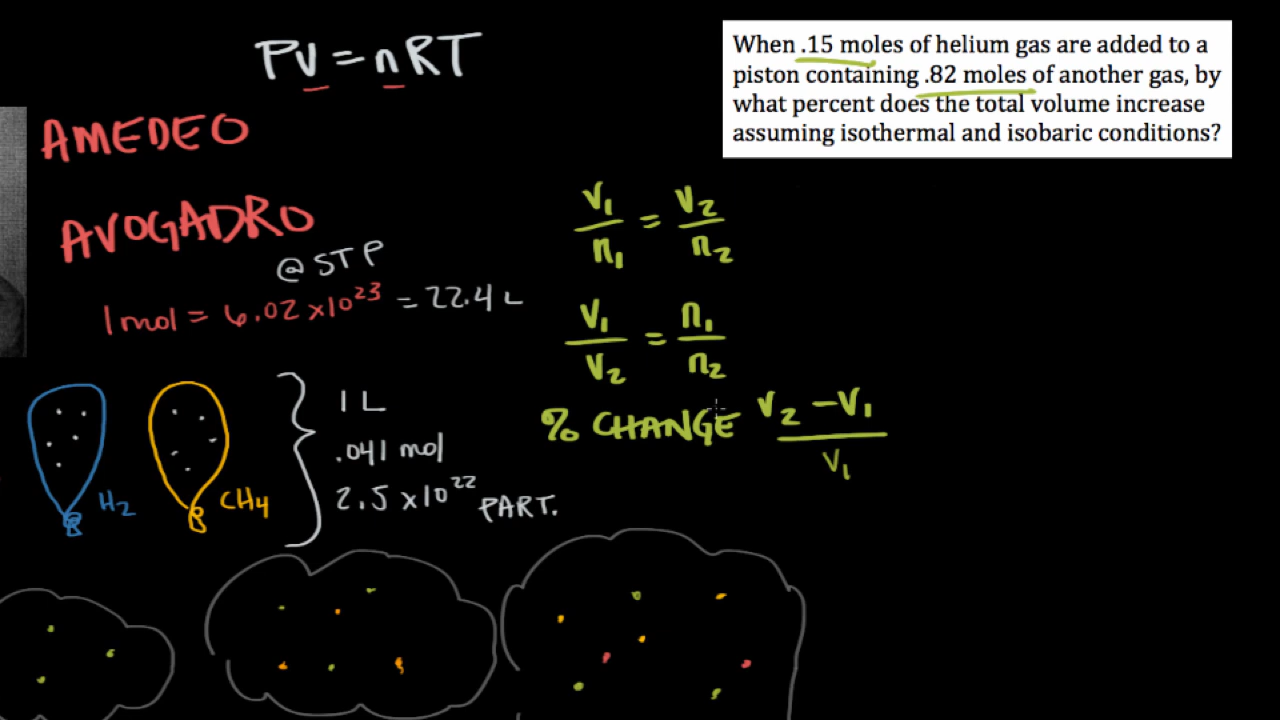 PV = nRT
When .15 moles of helium gas are added to a
piston containing .82 moles of another gas, by
what percent does the total volume increase
assuming isothermal and isobaric conditions?
AMEDEO
AVOGADRO
@ STP
1 mol = 6.02 x 10^23 = 22.4 L
V1/n1 = V2/n2
V1/V2 = n1/n2
% CHANGE V2 - V1 / V1
H2
CH4
1 L
.041 mol
2.5 x 10^22 PART.